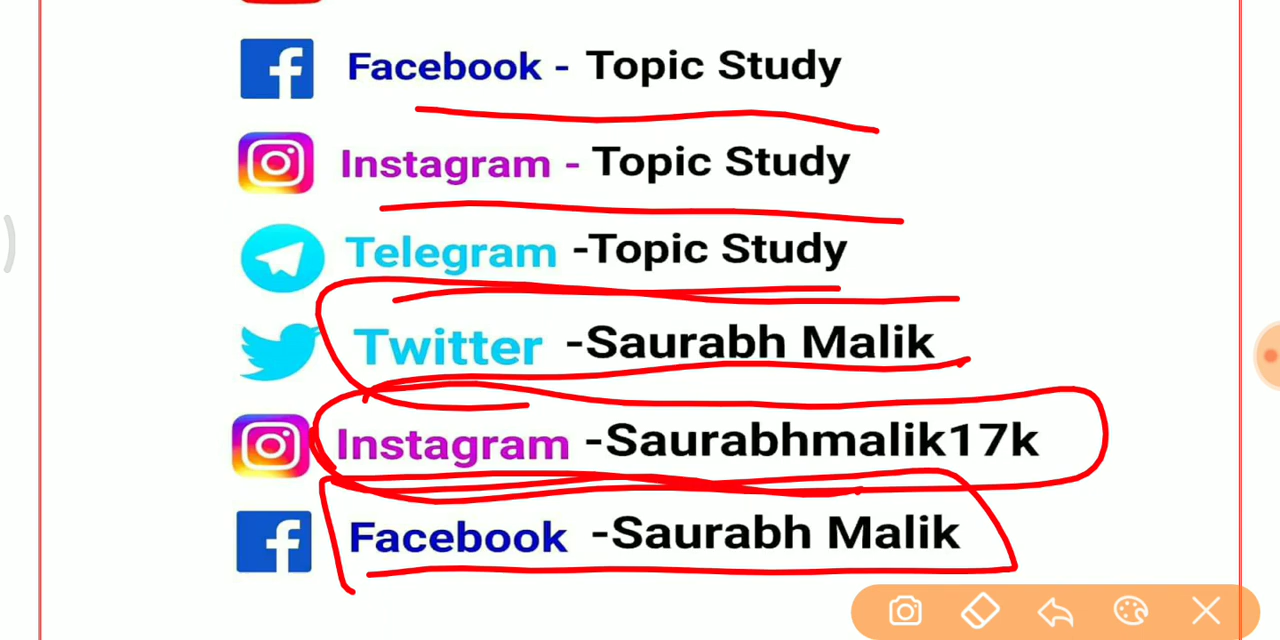 Facebook - Topic Study
Instagram - Topic Study
Telegram -Topic Study
Twitter -Saurabh Malik
Instagram -Saurabhmalik17k
Facebook -Saurabh Malik